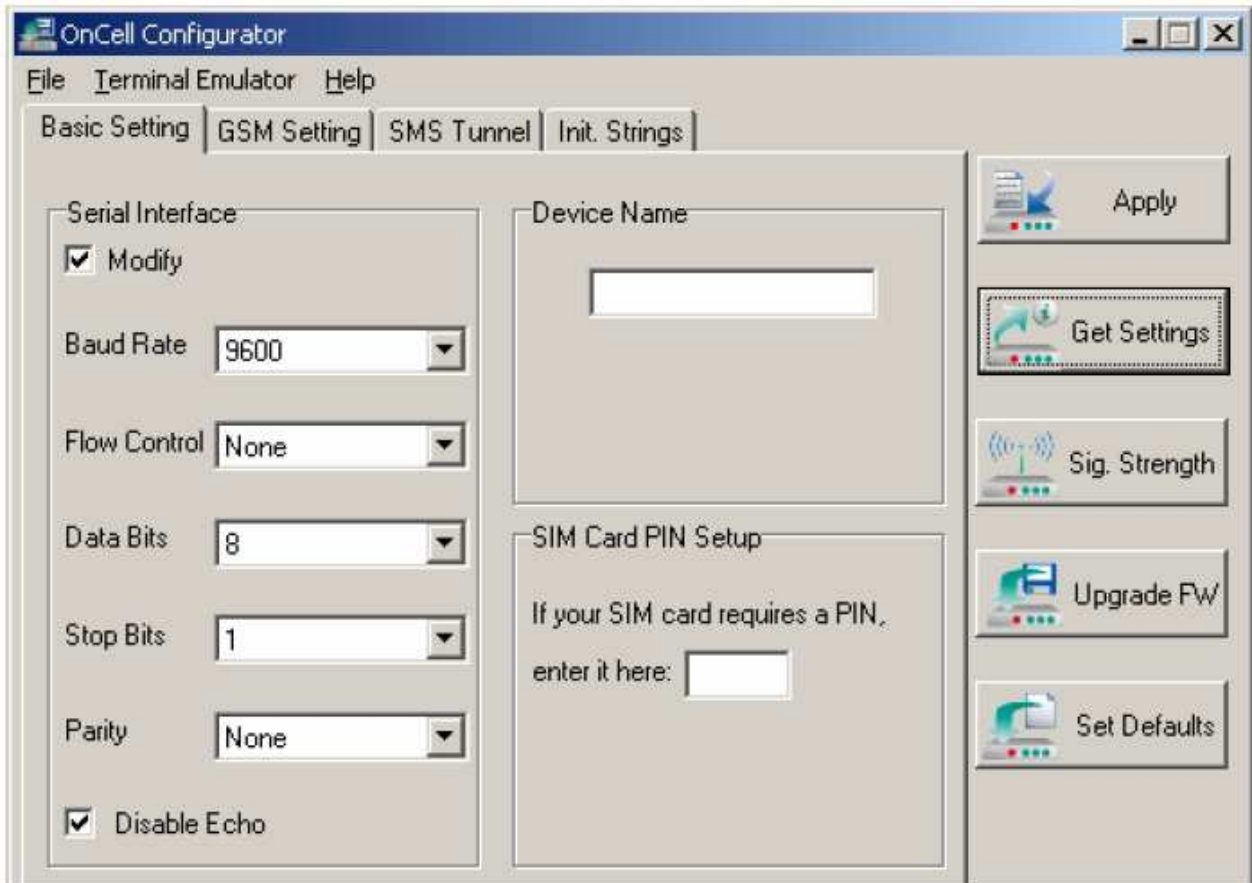 OnCell Configurator
File Terminal Emulator Help
Basic Setting GSM Setting SMS Tunnel Init. Strings
Serial Interface
Modify
Baud Rate 9600
Flow Control None
Data Bits 8
Stop Bits 1
Parity None
Disable Echo
Device Name
SIM Card PIN Setup
If your SIM card requires a PIN,
enter it here:
Apply
Get Settings
Sig. Strength
Upgrade FW
Set Defaults